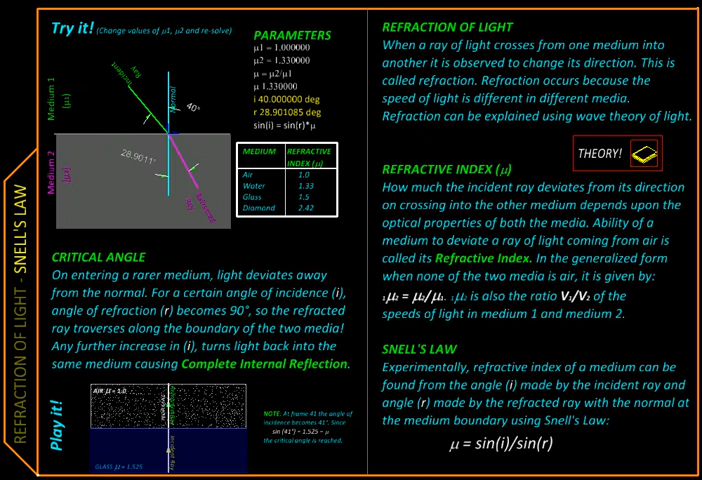 REFRACTION OF LIGHT - SNELL'S LAW
Try it! (Change values of µ1, µ2 and re-solve)
Medium 1
(µ1)
Medium 2
(µ2)
Incident
Ray
Normal
40°
28.9011°
Refracted
Ray
PARAMETERS
µ1 = 1.000000
µ2 = 1.330000
µ = µ2/µ1
µ 1.330000
i 40.000000 deg
r 28.901085 deg
sin(i) = sin(r)*µ
MEDIUM REFRACTIVE INDEX (µ)
Air 1.0
Water 1.33
Glass 1.5
Diamond 2.42
CRITICAL ANGLE
On entering a rarer medium, light deviates away
from the normal. For a certain angle of incidence (i),
angle of refraction (r) becomes 90°, so the refracted
ray traverses along the boundary of the two media!
Any further increase in (i), turns light back into the
same medium causing Complete Internal Reflection.
Play it!
AIR µ = 1.0
NORMAL
GLASS µ = 1.525
NOTE: At frame 41 the angle of
incidence becomes 41°. Since
sin (41°) ~ 1.525 ~ µ
the critical angle is reached.
REFRACTION OF LIGHT
When a ray of light crosses from one medium into
another it is observed to change its direction. This is
called refraction. Refraction occurs because the
speed of light is different in different media.
Refraction can be explained using wave theory of light.
THEORY!
REFRACTIVE INDEX (µ)
How much the incident ray deviates from its direction
on crossing into the other medium depends upon the
optical properties of both the media. Ability of a
medium to deviate a ray of light coming from air is
called its Refractive Index. In the generalized form
when none of the two media is air, it is given by:
₁µ₂ = µ₂/µ₁. ₁µ₂ is also the ratio V₁/V₂ of the
speeds of light in medium 1 and medium 2.
SNELL'S LAW
Experimentally, refractive index of a medium can be
found from the angle (i) made by the incident ray and
angle (r) made by the refracted ray with the normal at
the medium boundary using Snell's Law:
µ = sin(i)/sin(r)